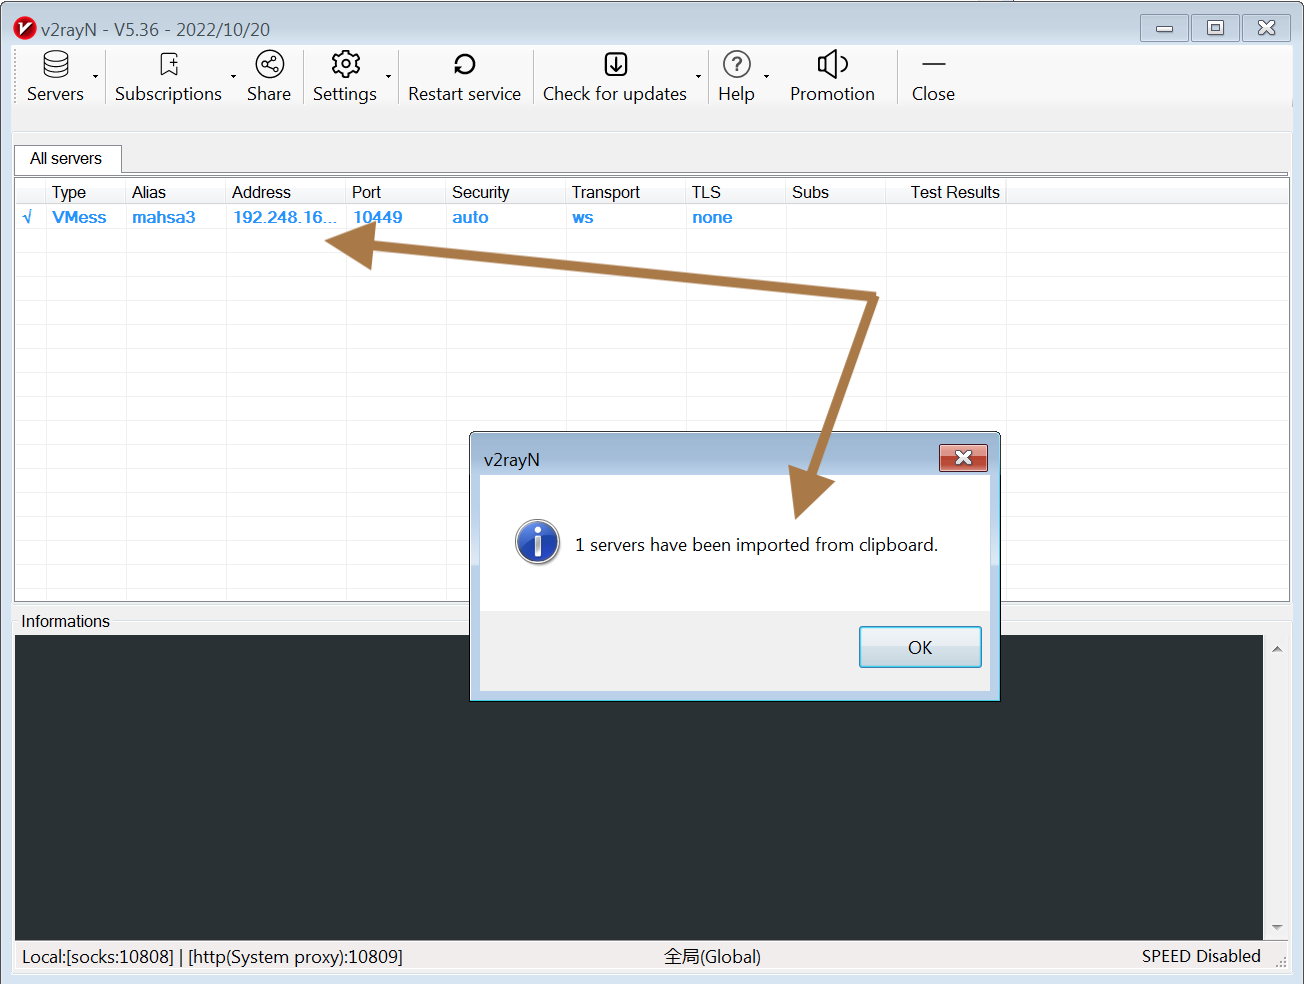 v2rayN - V5.36 - 2022/10/20
Servers Subscriptions Share Settings Restart service Check for updates Help Promotion Close
All servers
Type Alias Address Port Security Transport TLS Subs Test Results
√ VMess mahsa3 192.248.16... 10449 auto ws none
v2rayN
1 servers have been imported from clipboard.
OK
Informations
Local:[socks:10808] | [http(System proxy):10809] 全局(Global) SPEED Disabled